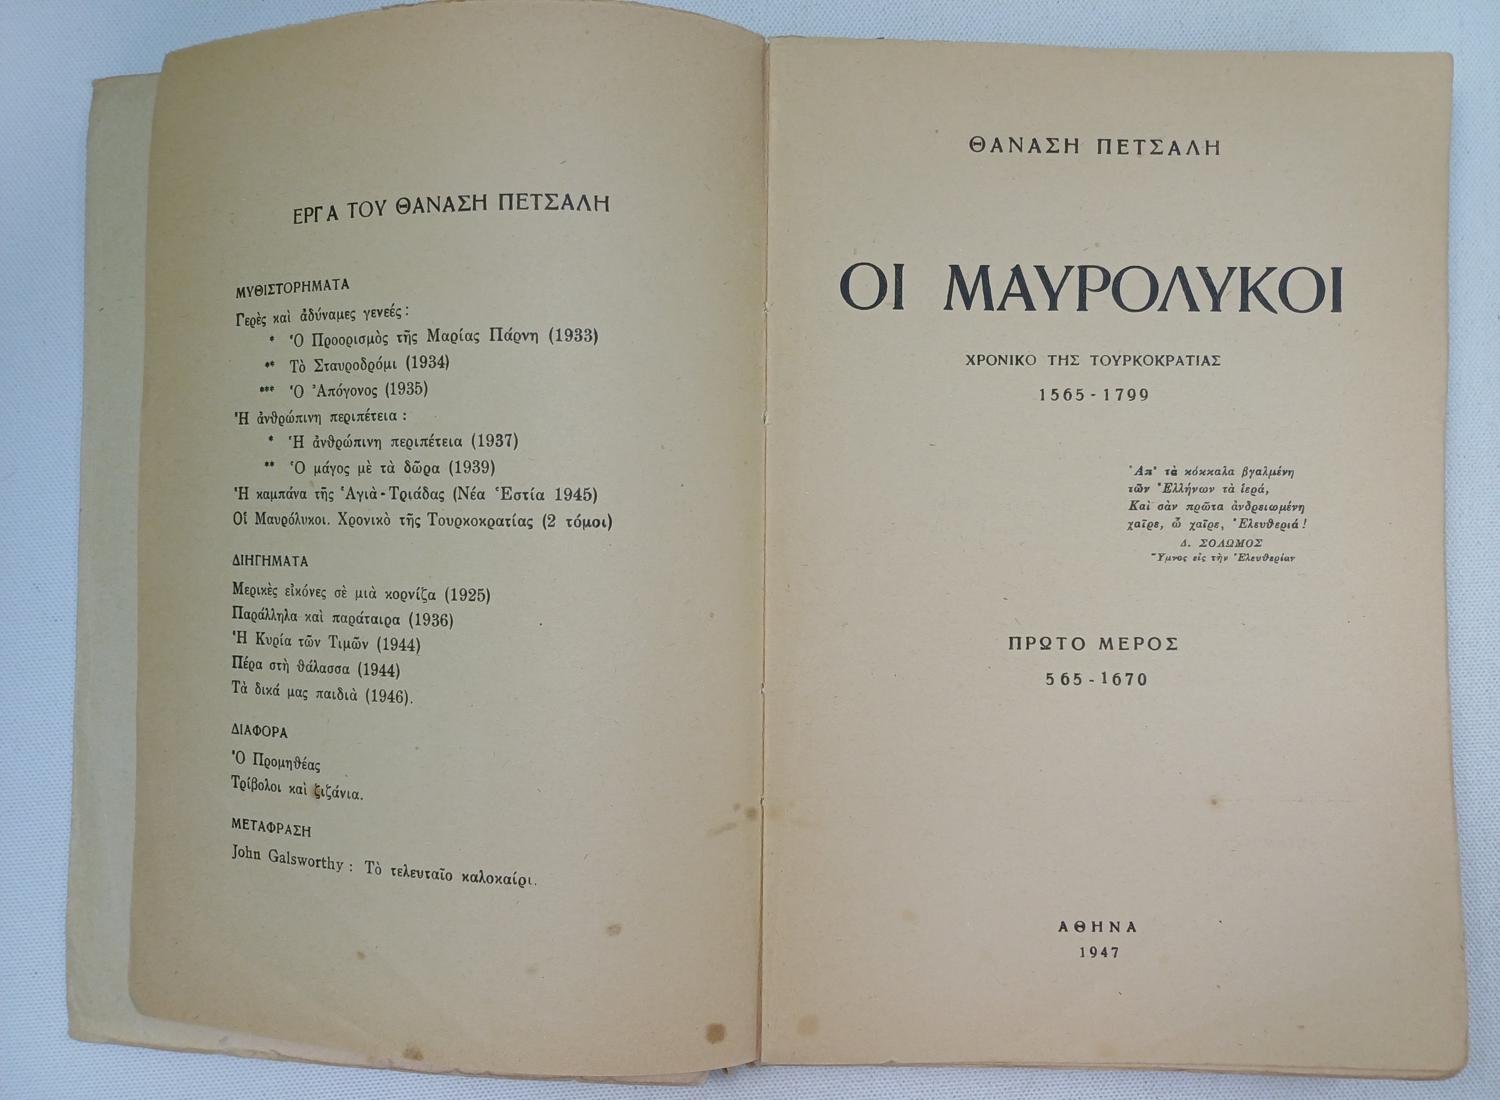 ΕΡΓΑ ΤΟΥ ΘΑΝΑΣΗ ΠΕΤΣΑΛΗ
ΜΥΘΙΣΤΟΡΗΜΑΤΑ
Γερὲς καὶ ἀδύναμες γενεές :
* Ὁ Προορισμὸς τῆς Μαρίας Πάρνη (1933)
** Τὸ Σταυροδρόμι (1934)
*** Ὁ Ἀπόγονος (1935)
Ἡ ἀνθρώπινη περιπέτεια :
* Ἡ ἀνθρώπινη περιπέτεια (1937)
** Ὁ μάγος μὲ τὰ δῶρα (1939)
Ἡ καμπάνα τῆς Ἁγιὰ - Τριάδας (Νέα Ἑστία 1945)
Οἱ Μαυρόλυκοι. Χρονικὸ τῆς Τουρκοκρατίας (2 τόμοι)
ΔΙΗΓΗΜΑΤΑ
Μερικὲς εἰκόνες σὲ μιὰ κορνίζα (1925)
Παράλληλα καὶ παράταιρα (1936)
Ἡ Κυρία τῶν Τιμῶν (1944)
Πέρα στὴ θάλασσα (1944)
Τὰ δικά μας παιδιὰ (1946).
ΔΙΑΦΟΡΑ
Ὁ Προμηθέας
Τρίβολοι καὶ ζιζάνια.
ΜΕΤΑΦΡΑΣΗ
John Galsworthy : Τὸ τελευταῖο καλοκαίρι.
ΘΑΝΑΣΗ ΠΕΤΣΑΛΗ
ΟΙ ΜΑΥΡΟΛΥΚΟΙ
ΧΡΟΝΙΚΟ ΤΗΣ ΤΟΥΡΚΟΚΡΑΤΙΑΣ
1565 - 1799
Ἀπ' τὰ κόκκαλα βγαλμένη
τῶν Ἑλλήνων τὰ ἱερά,
Καὶ σὰν πρῶτα ἀνδρειωμένη
χαῖρε, ὦ χαῖρε, Ἐλευθεριά !
Δ. ΣΟΛΩΜΟΣ
Ὕμνος εἰς τὴν Ἐλευθερίαν
ΠΡΩΤΟ ΜΕΡΟΣ
565 - 1670
ΑΘΗΝΑ
1947